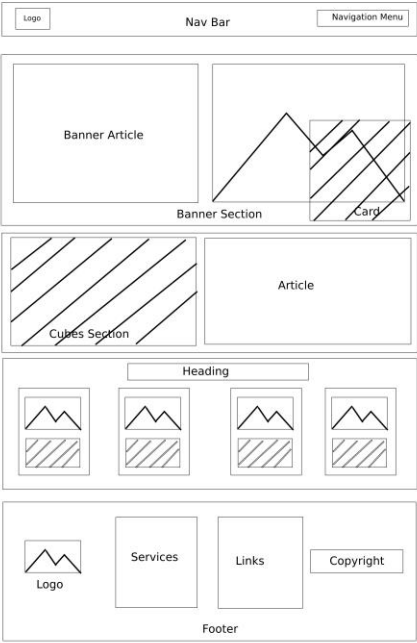 Logo
Nav Bar
Navigation Menu
Banner Article
Card
Banner Section
Article
Cubes Section
Heading
Services
Links
Copyright
Logo
Footer